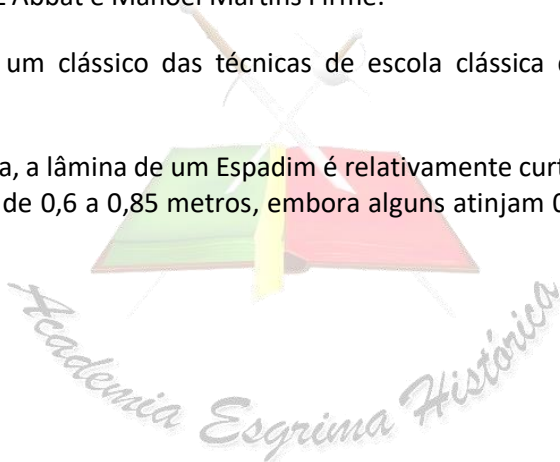 Abbat e Manoel Martins Firme.
um clássico das técnicas de escola clássica
a, a lâmina de um Espadim é relativamente curt
de 0,6 a 0,85 metros, embora alguns atinjam 0
Academia Esgrima Histórica